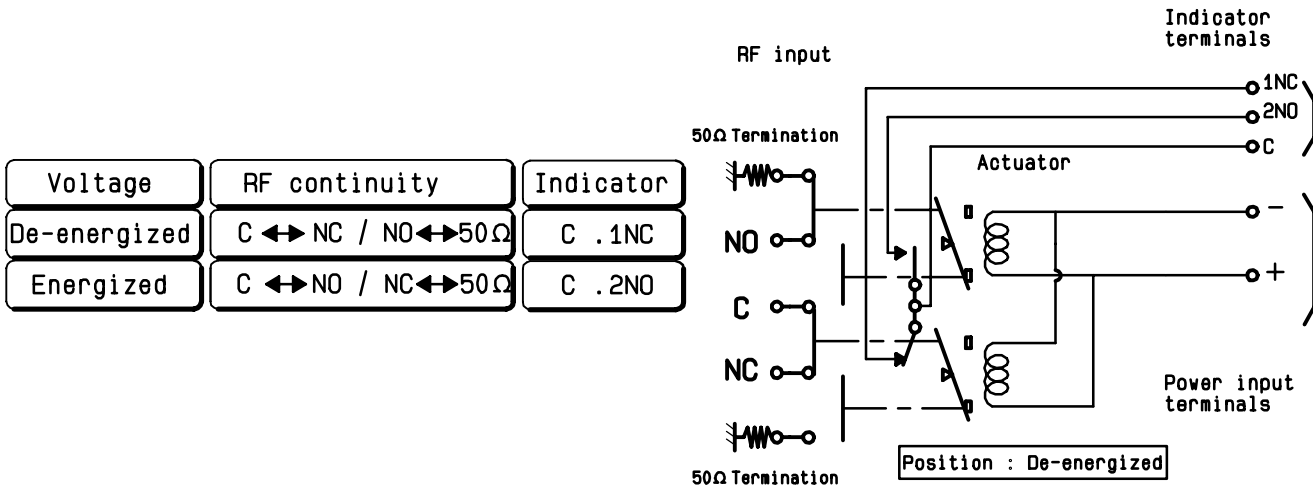 Voltage RF continuity Indicator
De-energized C ↔ NC / NO↔50Ω C .1NC
Energized C ↔ NO / NC↔50Ω C .2NO
Indicator
terminals
RF input
1NC
2NO
C
50Ω Termination
Actuator
NO
−
+
C
NC
Power input
terminals
50Ω Termination
Position : De-energized